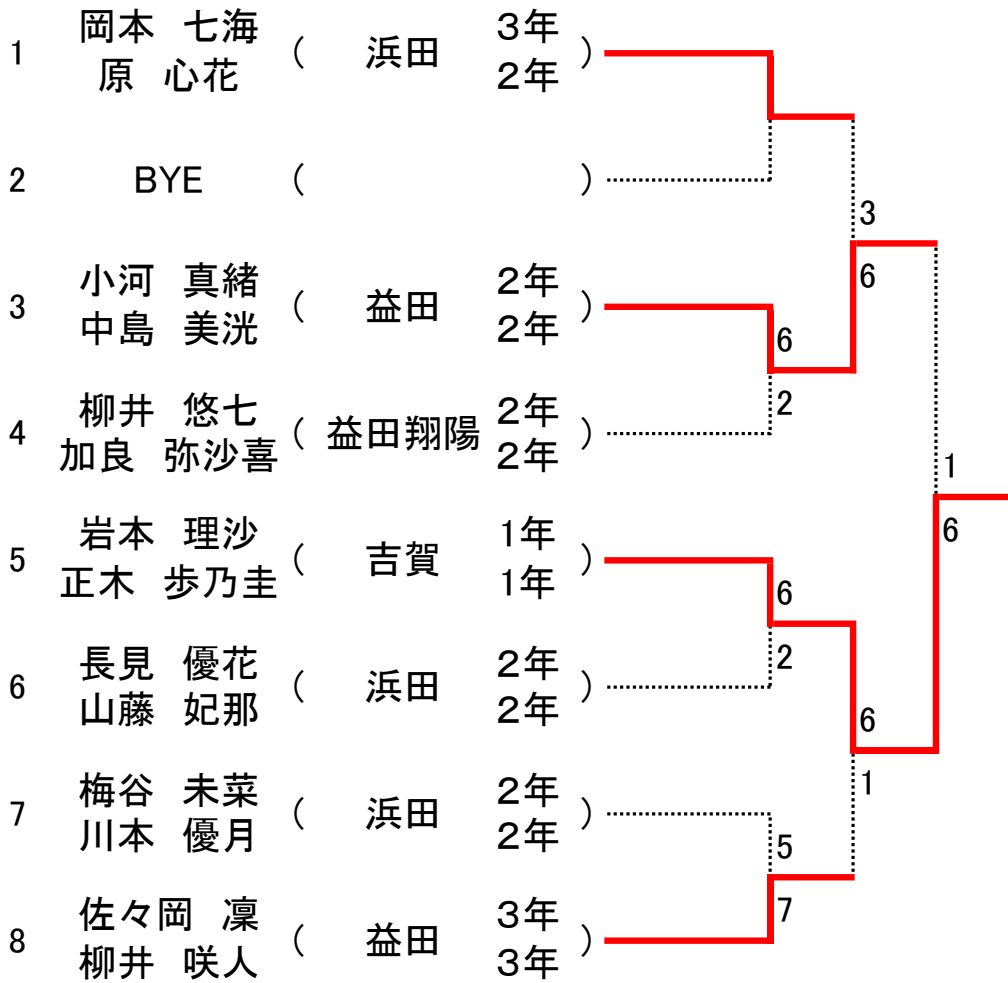 1 岡本 七海 原 心花 ( 浜田 3年 2年 )
2 BYE ( )
3
6
3 小河 真緒 中島 美洸 ( 益田 2年 2年 )
6
2
4 柳井 悠七 加良 弥沙喜 ( 益田翔陽 2年 2年 )
1
6
5 岩本 理沙 正木 歩乃圭 ( 吉賀 1年 1年 )
6
2
6 長見 優花 山藤 妃那 ( 浜田 2年 2年 )
6
1
7 梅谷 未菜 川本 優月 ( 浜田 2年 2年 )
5
7
8 佐々岡 凜 柳井 咲人 ( 益田 3年 3年 )